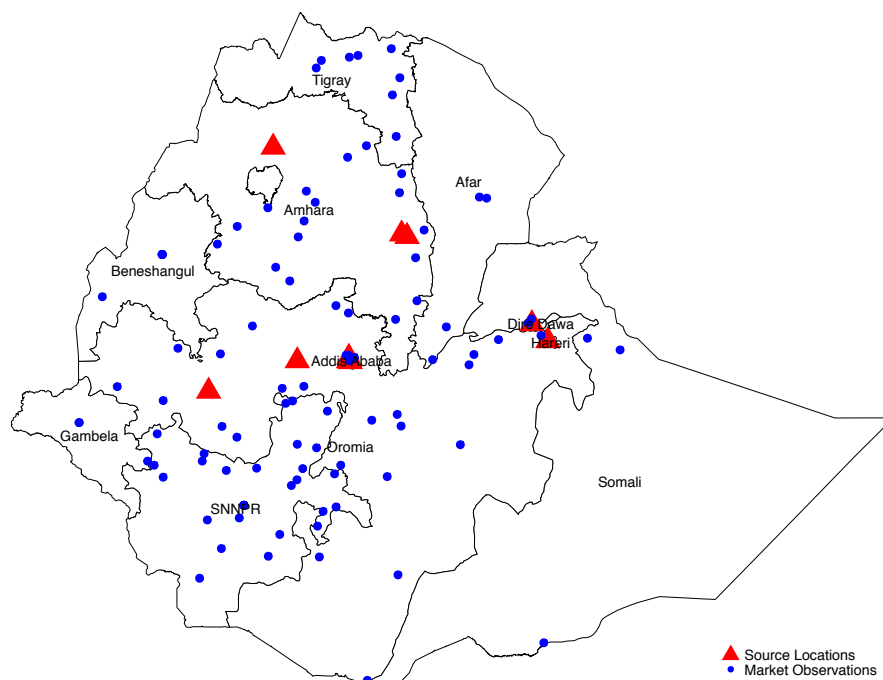 Tigray
Afar
Amhara
Beneshangul
Dire Dawa
Hareri
Addis Ababa
Gambela
Oromia
Somali
SNNPR
Source Locations
Market Observations